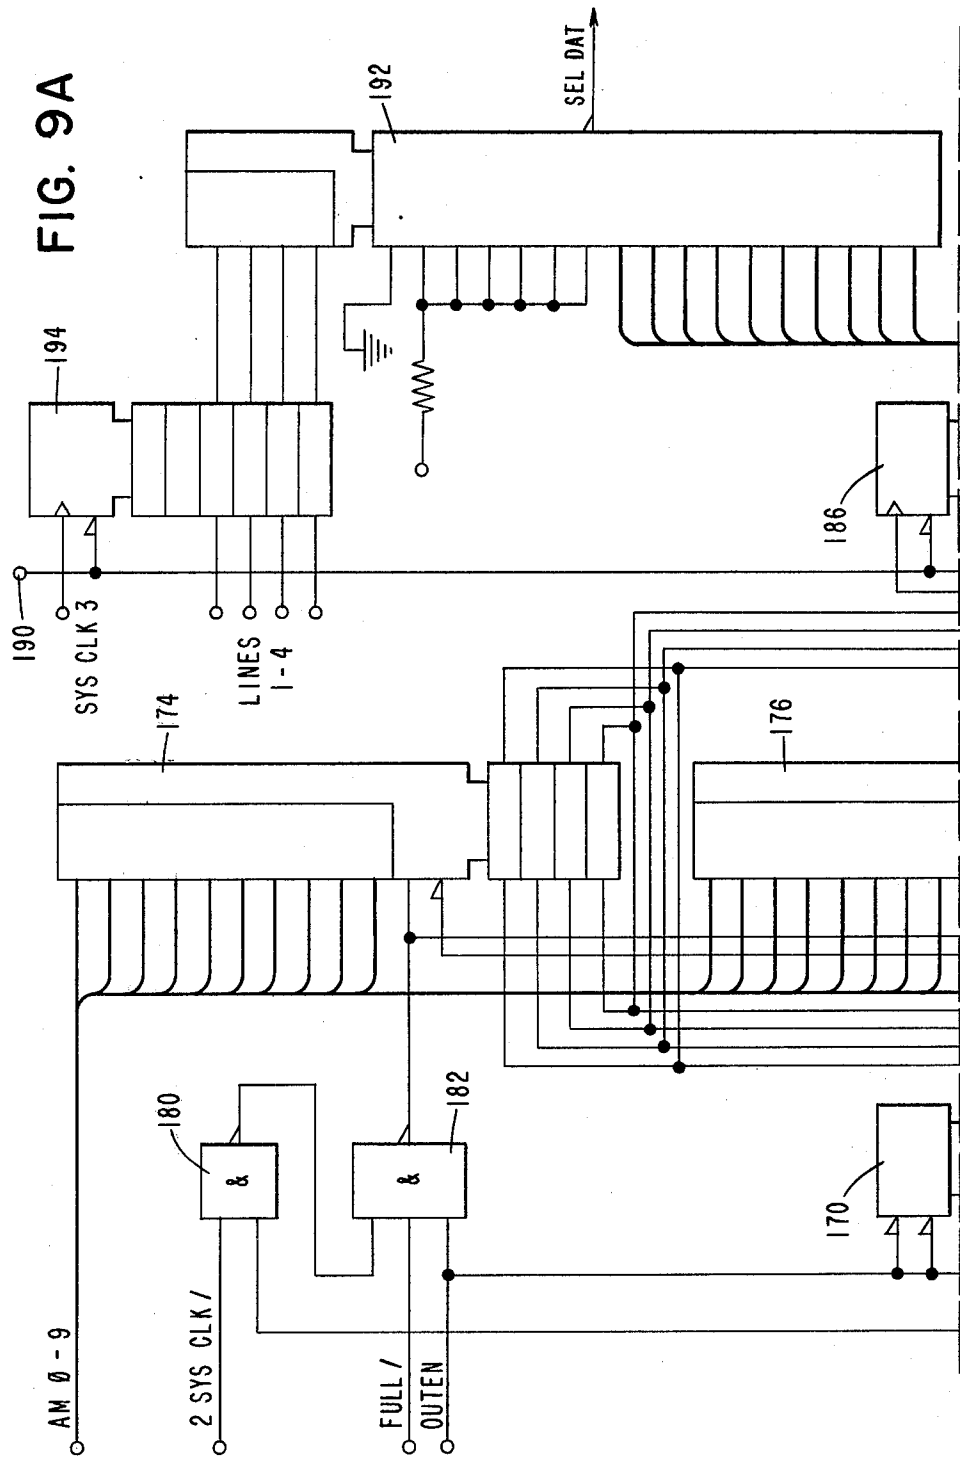 FIG. 9A
AM Ø-9
2 SYS CLK/
FULL/
OUTEN
180
&
182
&
170
174
176
190
SYS CLK 3
LINES
1-4
194
186
192
SEL DAT